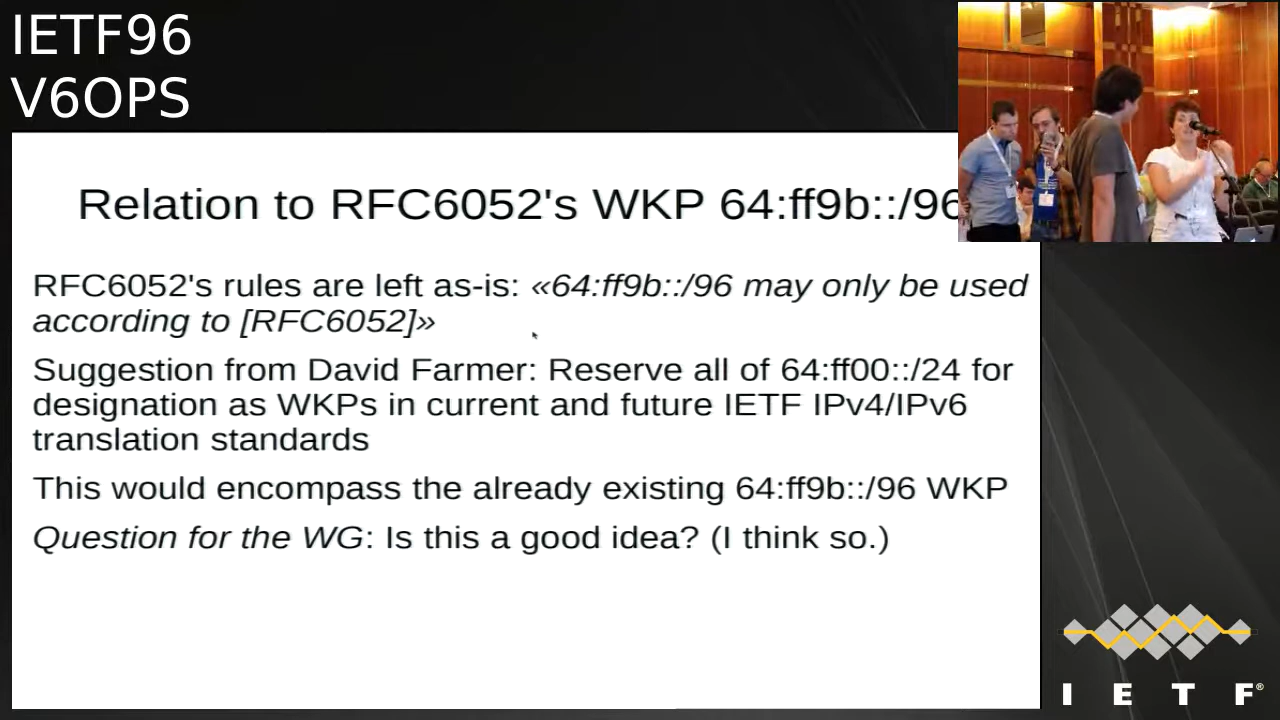 IETF96
V6OPS
Relation to RFC6052's WKP 64:ff9b::/96
RFC6052's rules are left as-is: «64:ff9b::/96 may only be used
according to [RFC6052]»
Suggestion from David Farmer: Reserve all of 64:ff00::/24 for
designation as WKPs in current and future IETF IPv4/IPv6
translation standards
This would encompass the already existing 64:ff9b::/96 WKP
Question for the WG: Is this a good idea? (I think so.)
I E T F®